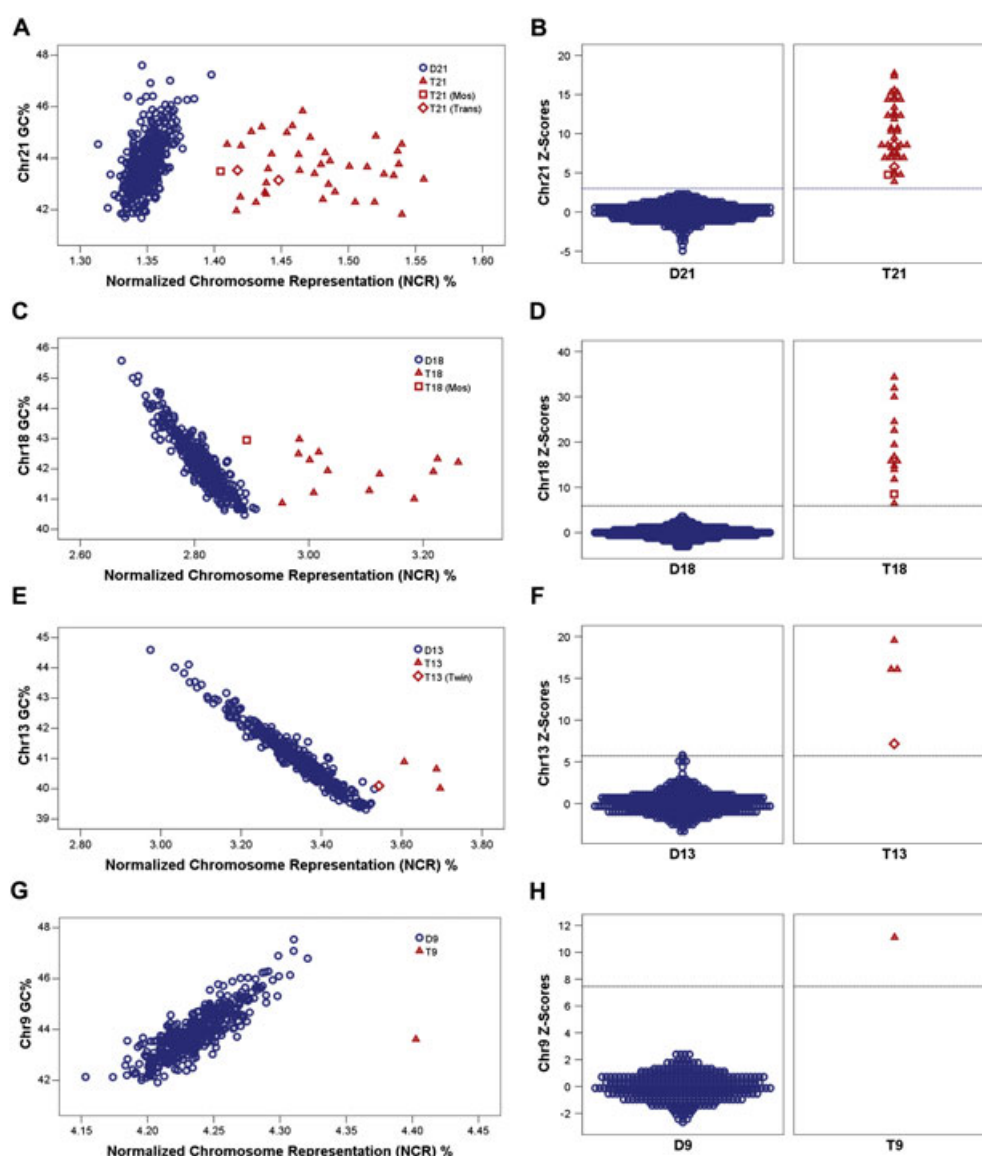 A
Chr21 GC%
48
46
44
42
1.30 1.35 1.40 1.45 1.50 1.55 1.60
Normalized Chromosome Representation (NCR) %
D21
T21
T21 (Mos)
T21 (Trans)
B
Chr21 Z-Scores
20
15
10
5
0
-5
D21 T21
C
Chr18 GC%
46
45
44
43
42
41
40
2.60 2.80 3.00 3.20
Normalized Chromosome Representation (NCR) %
D18
T18
T18 (Mos)
D
Chr18 Z-Scores
40
30
20
10
0
D18 T18
E
Chr13 GC%
45
44
43
42
41
40
39
2.80 3.00 3.20 3.40 3.60 3.80
Normalized Chromosome Representation (NCR) %
D13
T13
T13 (Twin)
F
Chr13 Z-Scores
20
15
10
5
0
D13 T13
G
Chr9 GC%
48
46
44
42
4.15 4.20 4.25 4.30 4.35 4.40 4.45
Normalized Chromosome Representation (NCR) %
D9
T9
H
Chr9 Z-Scores
12
10
8
6
4
2
0
-2
D9 T9